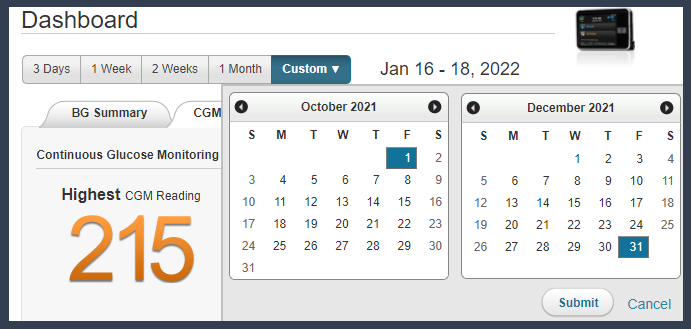 Dashboard
3 Days 1 Week 2 Weeks 1 Month Custom ▼ Jan 16 - 18, 2022
BG Summary CGM
Continuous Glucose Monitoring
Highest CGM Reading
215
October 2021
S M T W T F S
1 2
3 4 5 6 7 8 9
10 11 12 13 14 15 16
17 18 19 20 21 22 23
24 25 26 27 28 29 30
31
December 2021
S M T W T F S
1 2 3 4
5 6 7 8 9 10 11
12 13 14 15 16 17 18
19 20 21 22 23 24 25
26 27 28 29 30 31
Submit Cancel